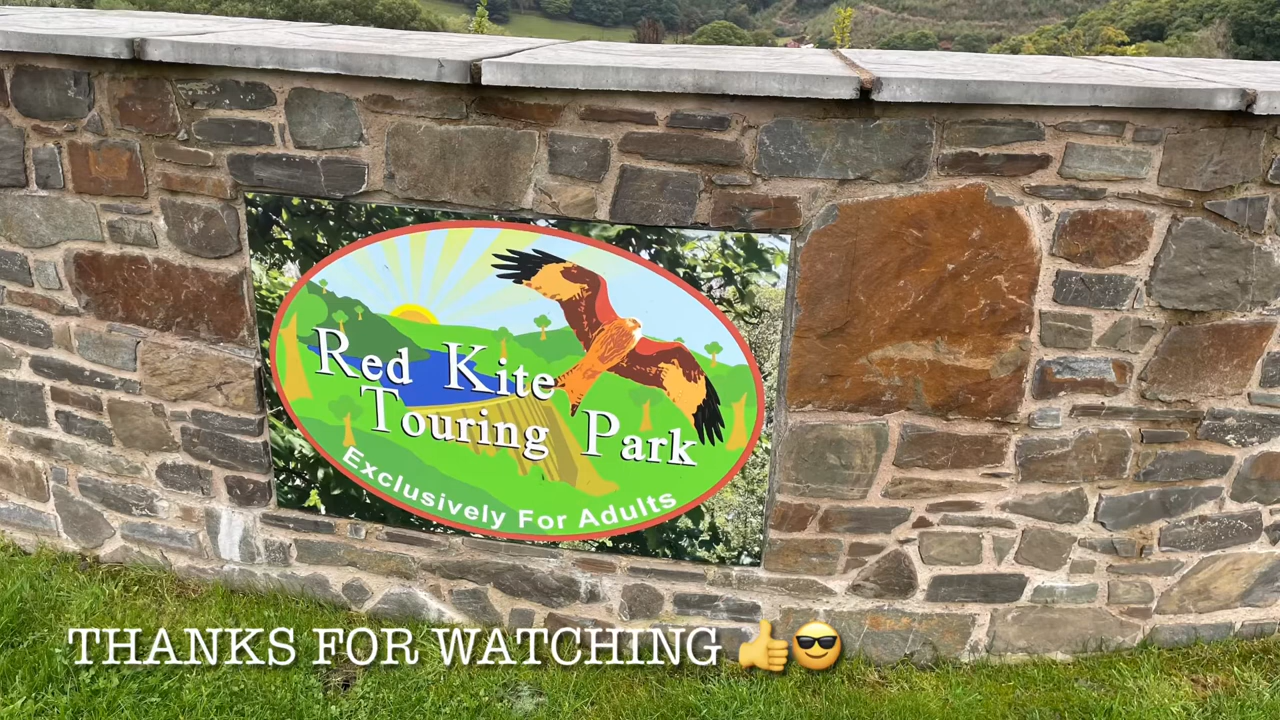 Red Kite
Touring Park
Exclusively For Adults
THANKS FOR WATCHING 👍😎